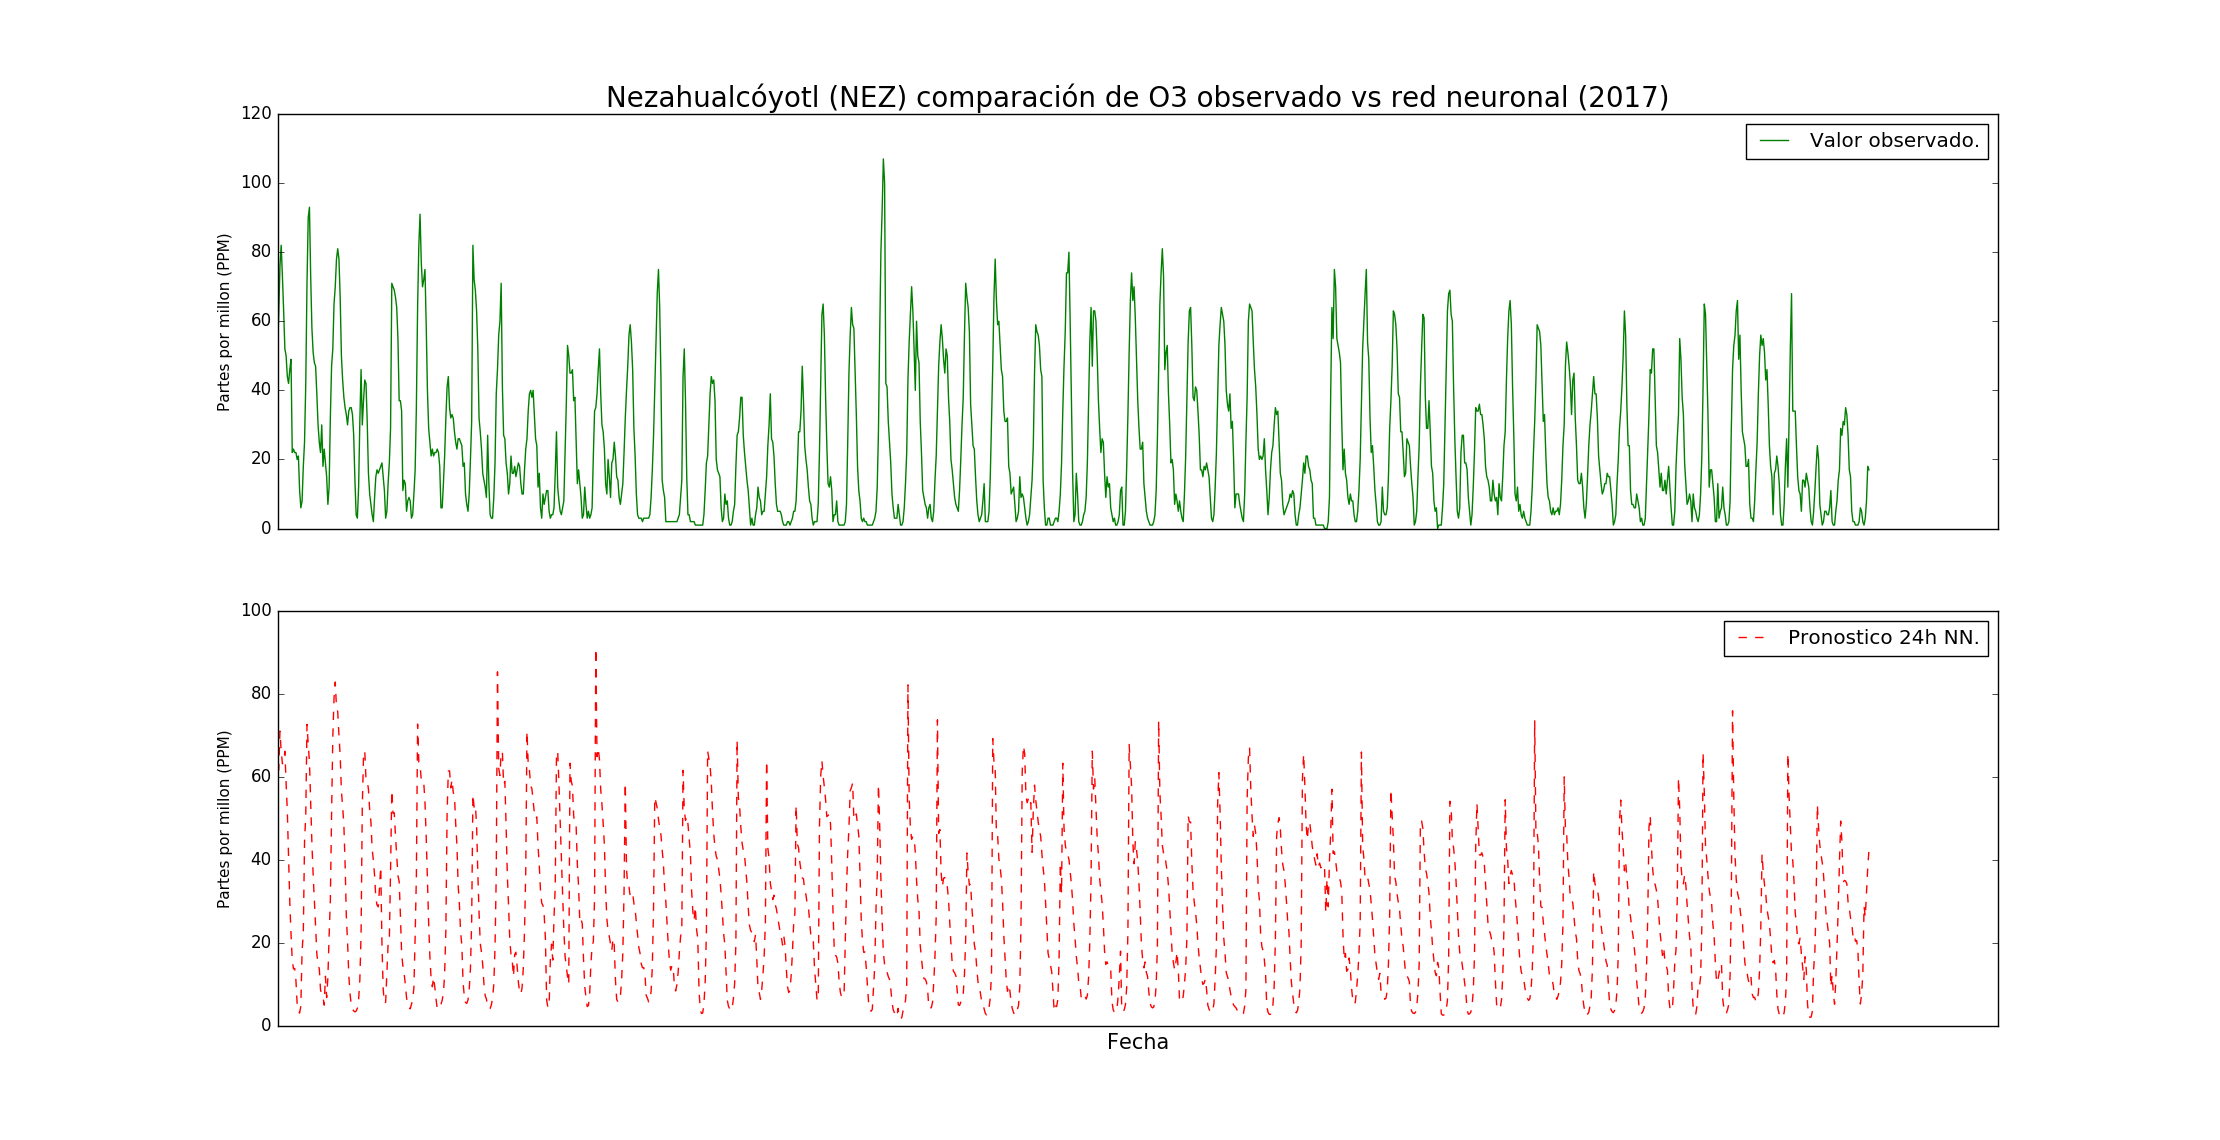 Nezahualcóyotl (NEZ) comparación de O3 observado vs red neuronal (2017)
120
100
80
60
40
20
0
Partes por millon (PPM)
Valor observado.
100
80
60
40
20
0
Partes por millon (PPM)
Pronostico 24h NN.
Fecha